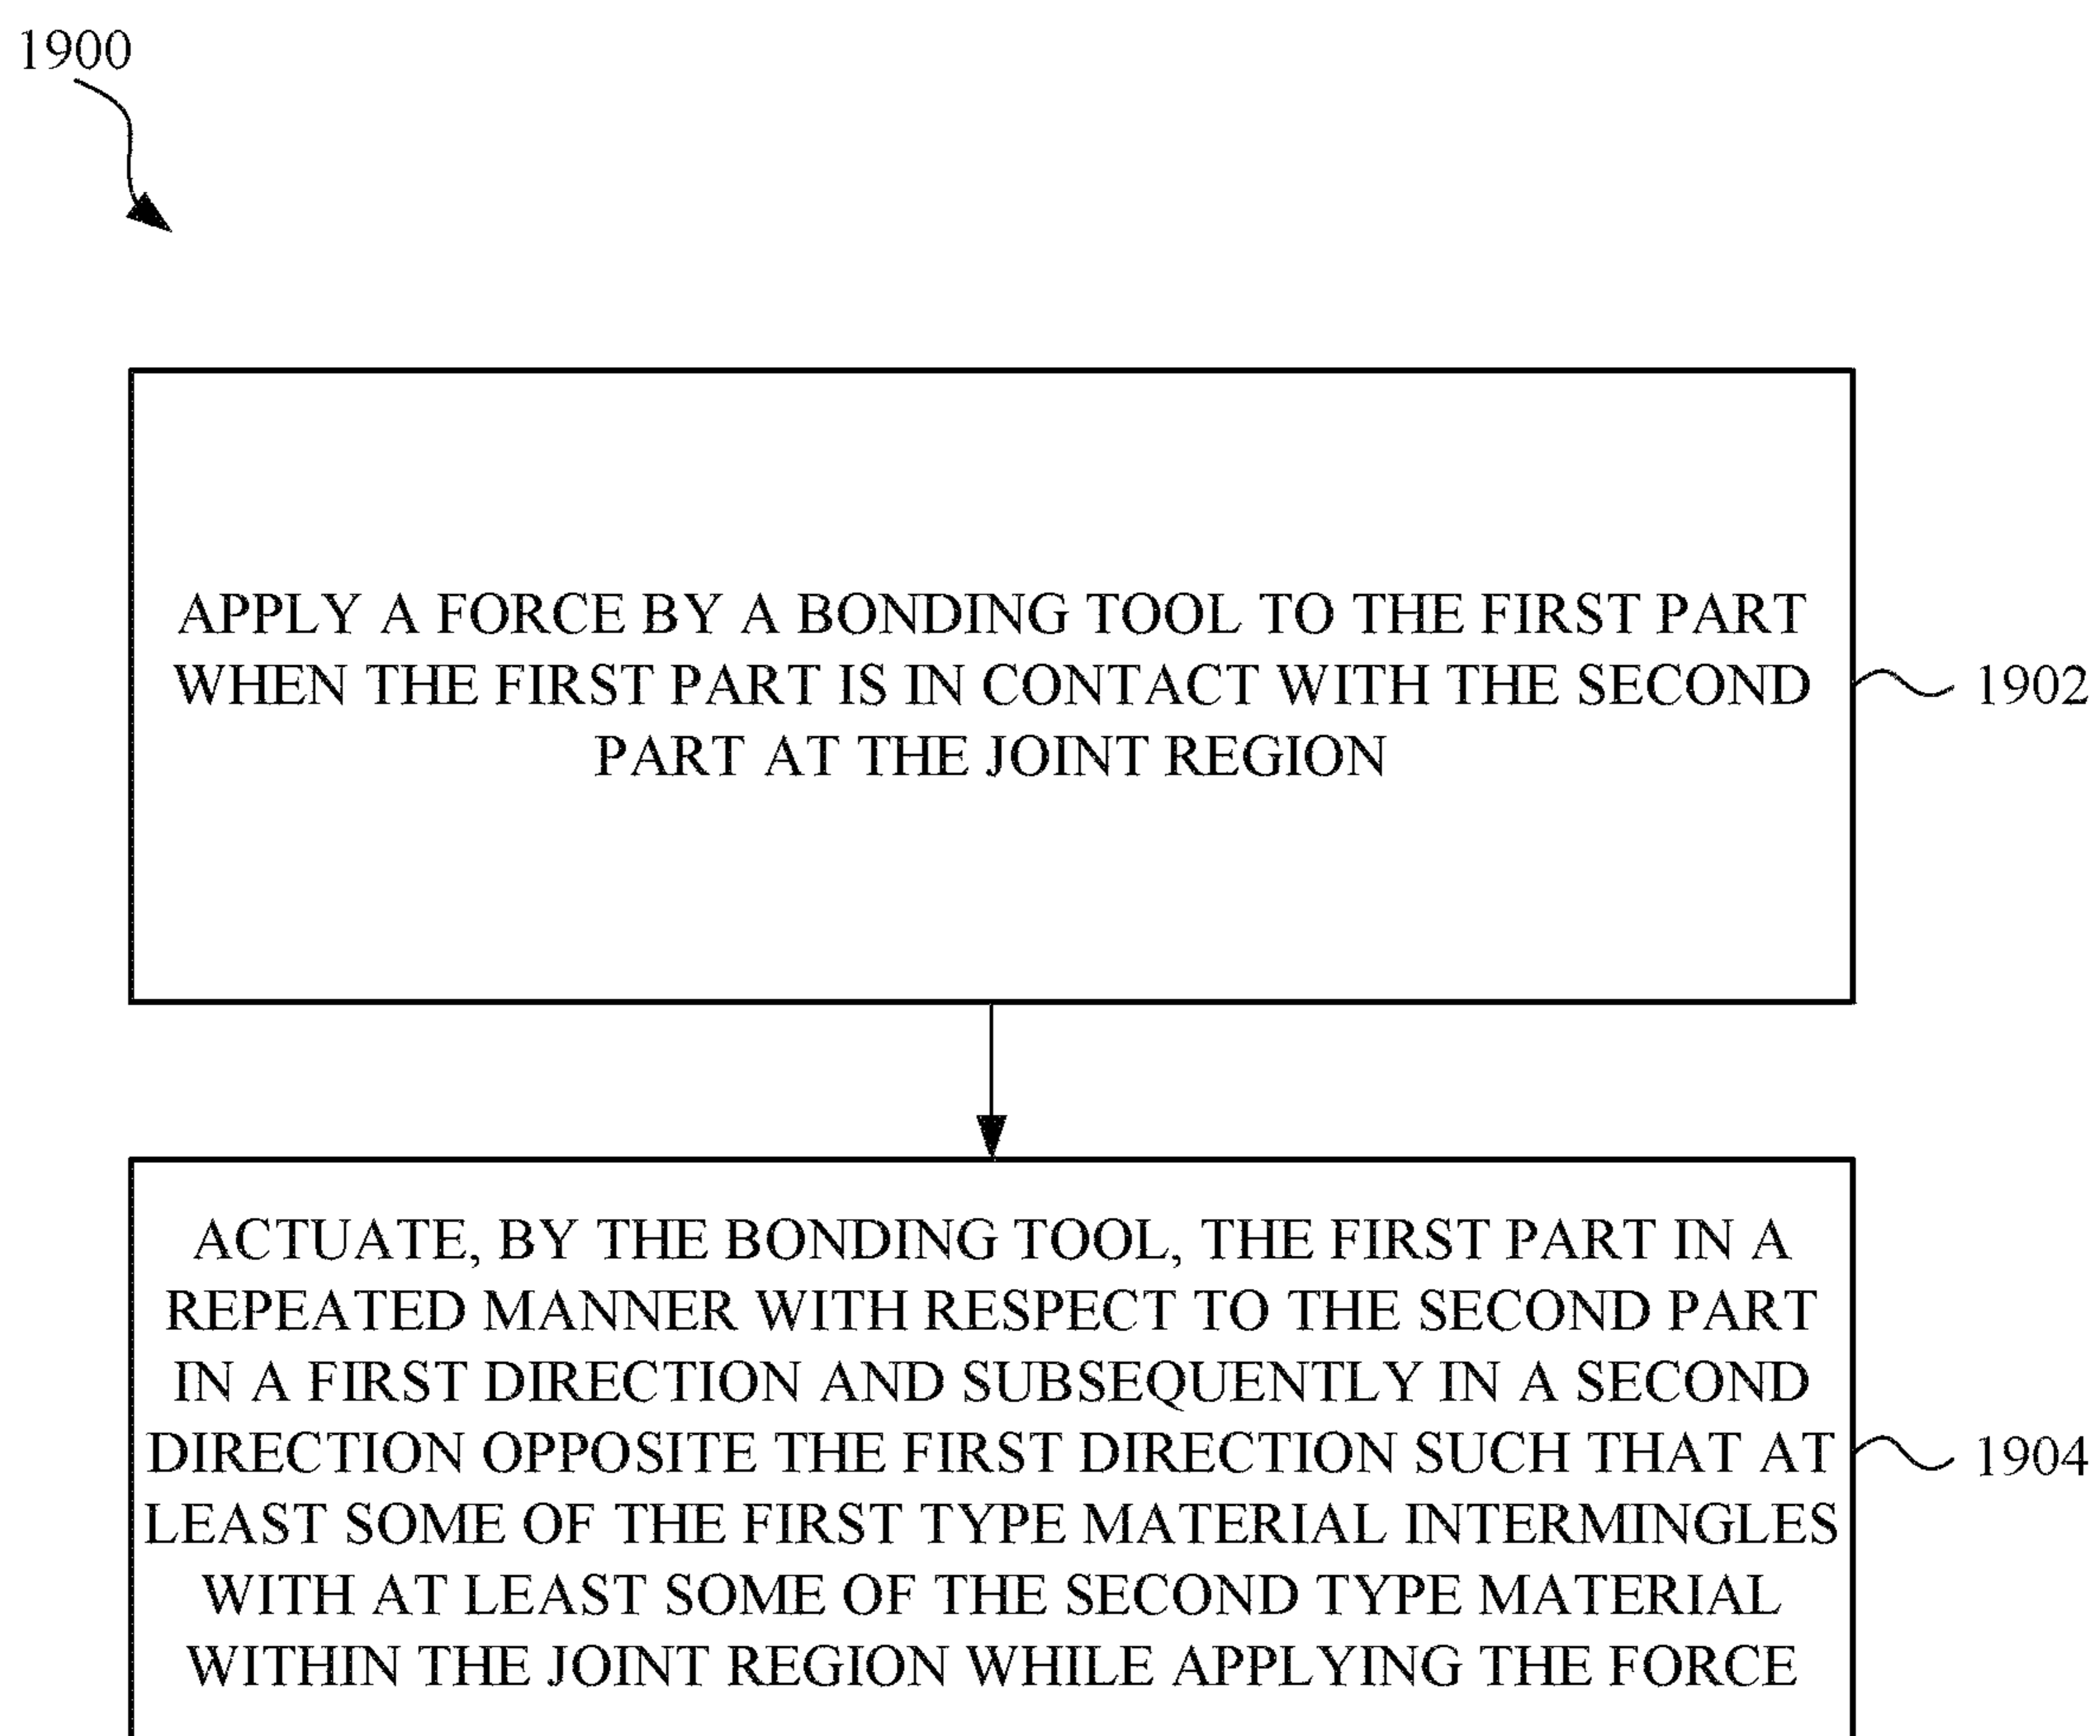 1900
APPLY A FORCE BY A BONDING TOOL TO THE FIRST PART
WHEN THE FIRST PART IS IN CONTACT WITH THE SECOND
PART AT THE JOINT REGION
1902
ACTUATE, BY THE BONDING TOOL, THE FIRST PART IN A
REPEATED MANNER WITH RESPECT TO THE SECOND PART
IN A FIRST DIRECTION AND SUBSEQUENTLY IN A SECOND
DIRECTION OPPOSITE THE FIRST DIRECTION SUCH THAT AT
LEAST SOME OF THE FIRST TYPE MATERIAL INTERMINGLES
WITH AT LEAST SOME OF THE SECOND TYPE MATERIAL
WITHIN THE JOINT REGION WHILE APPLYING THE FORCE
1904